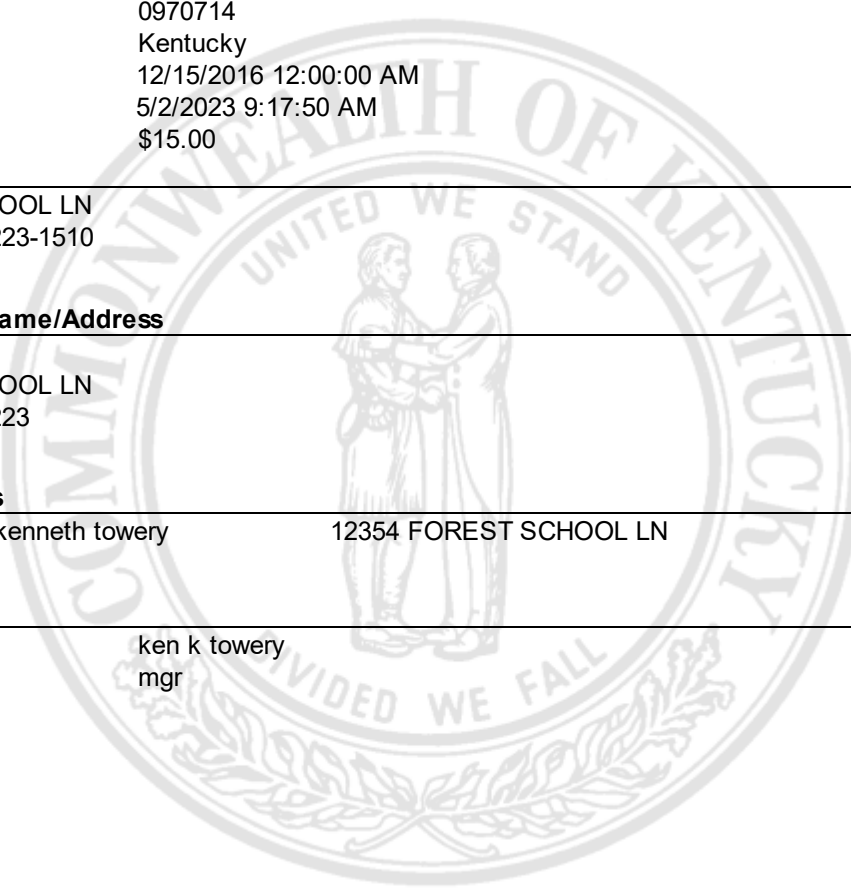 0970714
Kentucky
12/15/2016 12:00:00 AM
5/2/2023 9:17:50 AM
$15.00
OOL LN
223-1510
ame/Address
OOL LN
223
s
kenneth towery 12354 FOREST SCHOOL LN
ken k towery
mgr
COMMONWEALTH OF KENTUCKY
UNITED WE STAND
DIVIDED WE FALL